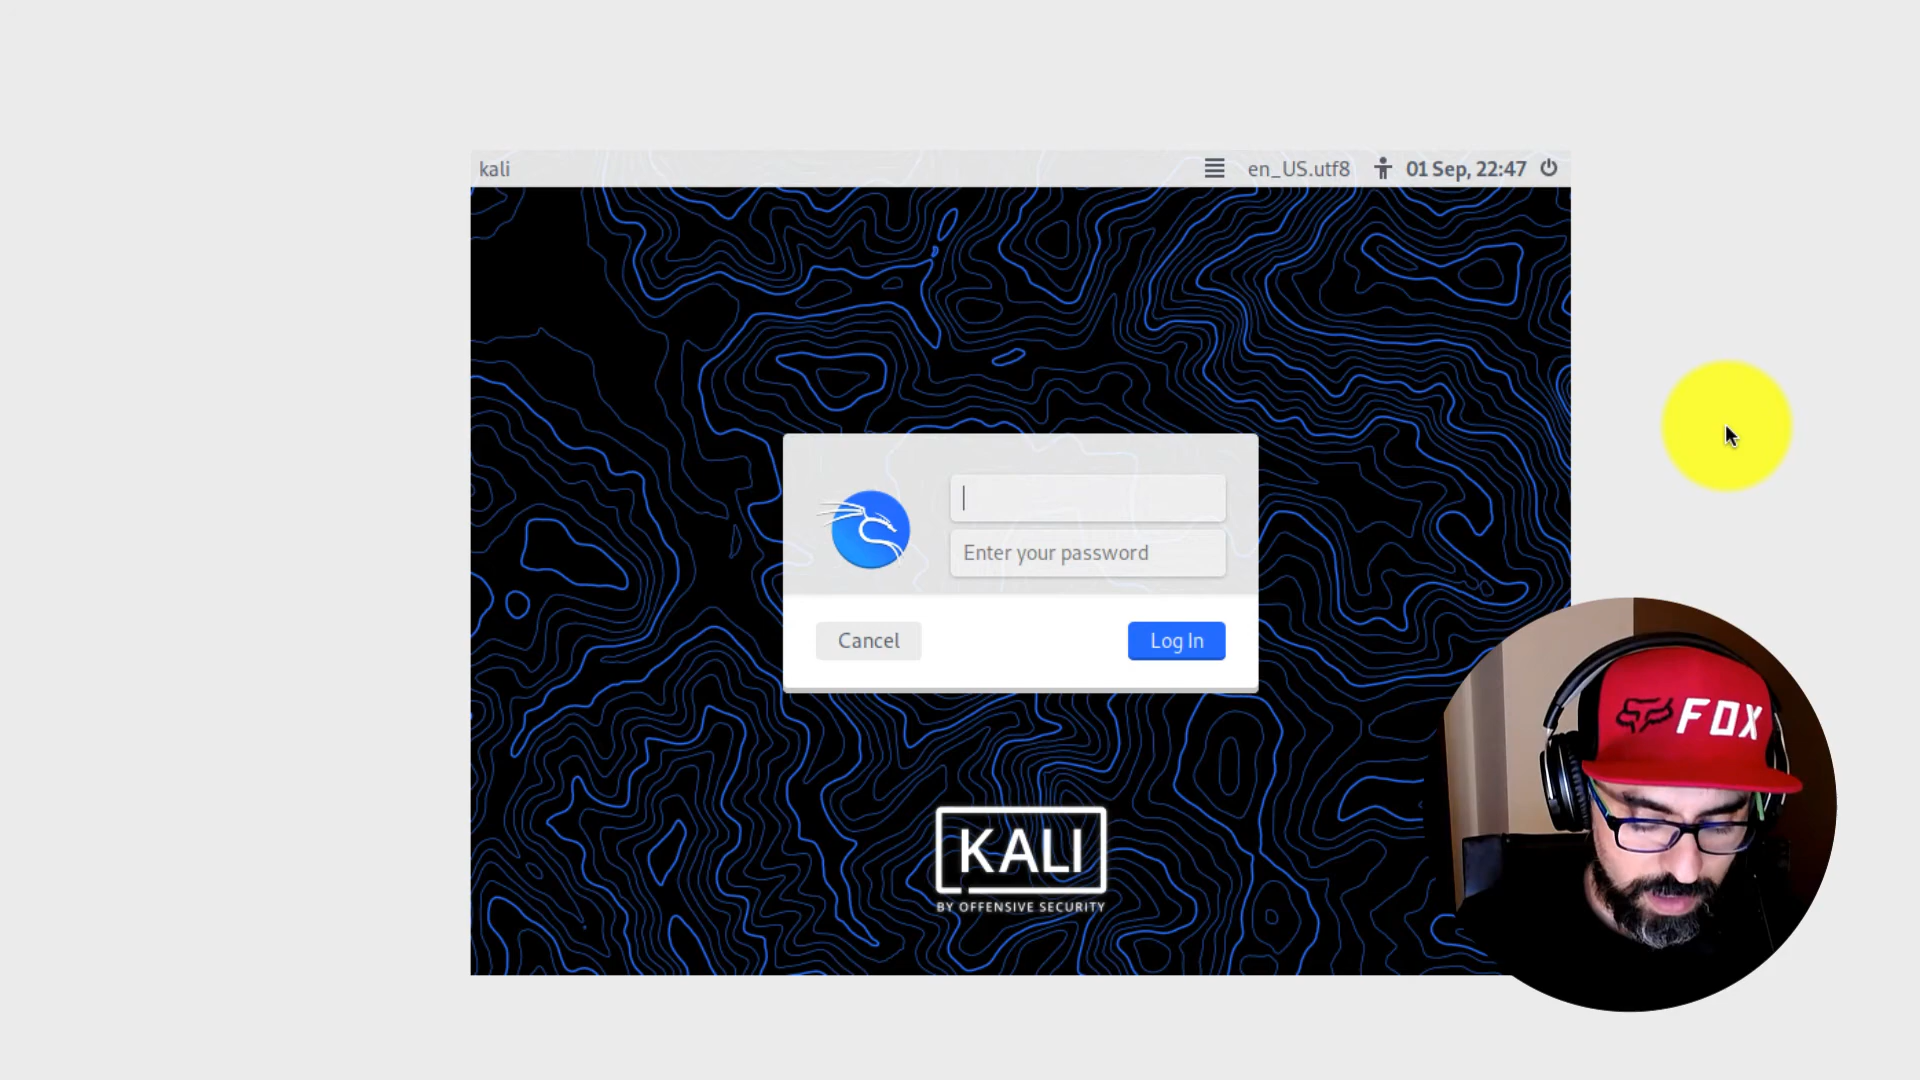 kali
en_US.utf8
01 Sep, 22:47
Enter your password
Cancel
Log In
KALI
BY OFFENSIVE SECURITY
FOX